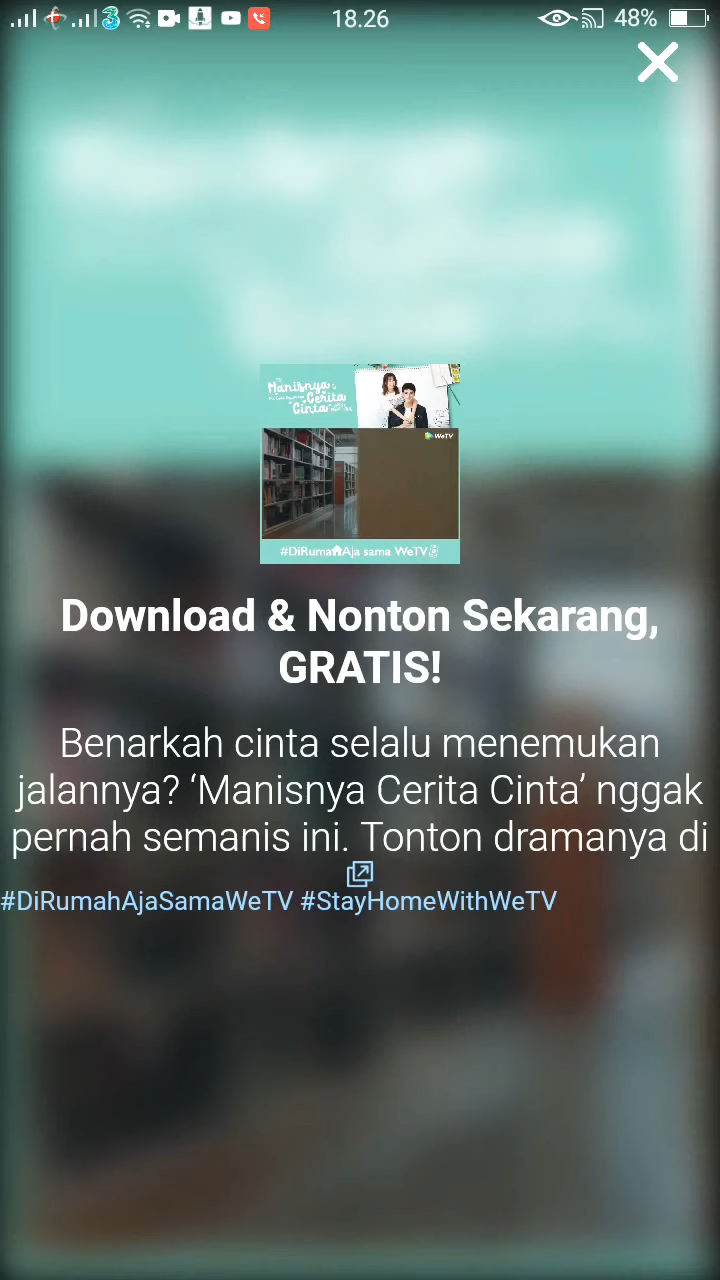 18.26
48%
Manisnya
Cerita
Cinta
WeTV
#DiRumahAja sama WeTV
Download & Nonton Sekarang,
GRATIS!
Benarkah cinta selalu menemukan
jalannya? ‘Manisnya Cerita Cinta’ nggak
pernah semanis ini. Tonton dramanya di
#DiRumahAjaSamaWeTV #StayHomeWithWeTV